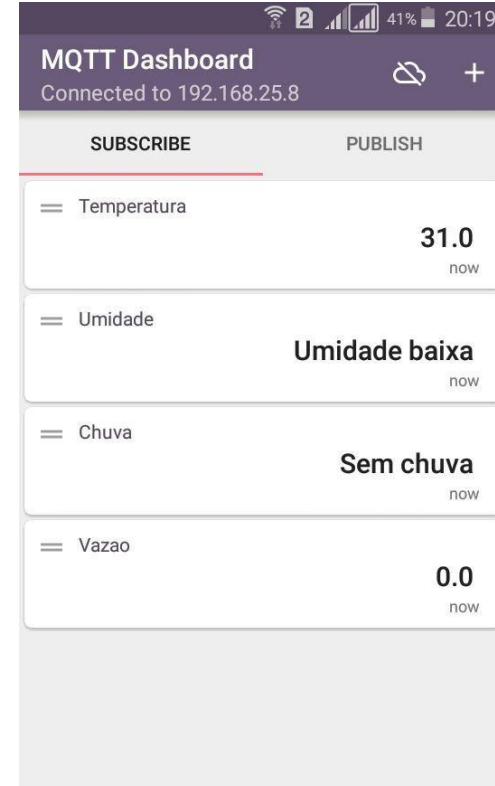 2 41% 20:19
MQTT Dashboard
Connected to 192.168.25.8
SUBSCRIBE PUBLISH
Temperatura
31.0
now
Umidade
Umidade baixa
now
Chuva
Sem chuva
now
Vazao
0.0
now